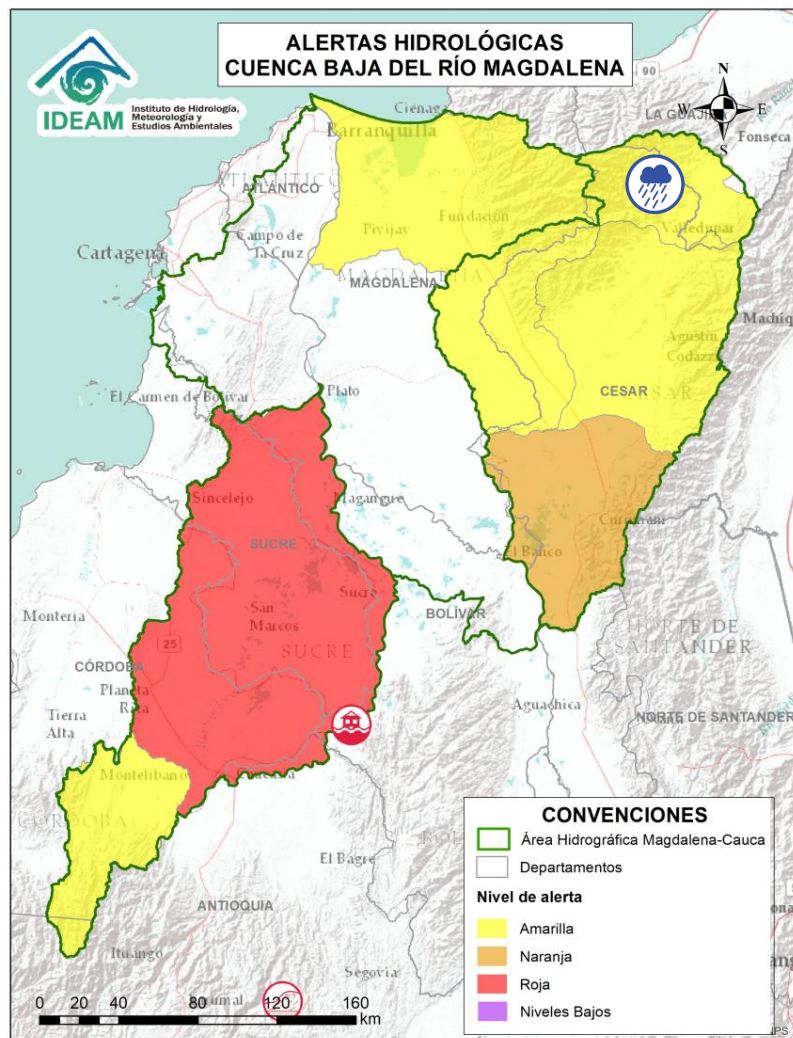 ALERTAS HIDROLÓGICAS
CUENCA BAJA DEL RÍO MAGDALENA
IDEAM
Instituto de Hidrología,
Meteorología y
Estudios Ambientales
90
N
W
E
S
LA GUAJIRA
Fonseca
Ciénaga
Barranquilla
ATLÁNTICO
Cartagena
Campo de
La Cruz
Pivijay
Fundación
MAGDALENA
Valledupar
Agustín
Codazzi
CESAR
El Carmen de Bolívar
Plato
Sincelejo
Magangue
SUCRE
Curumaní
El Banco
Sucre
San
Marcos
SUCRE
BOLÍVAR
Montería
25
CÓRDOBA
Planeta
Rica
Tierra
Alta
NORTE DE
SANTANDER
NORTE DE SANTANDER
Aguachica
Montelíbano
CÓRDOBA
El Bagre
ANTIOQUIA
Ituango
Segovia
CONVENCIONES
Área Hidrográfica Magdalena-Cauca
Departamentos
Nivel de alerta
Amarilla
Naranja
Roja
Niveles Bajos
0 20 40 80 120 160
km